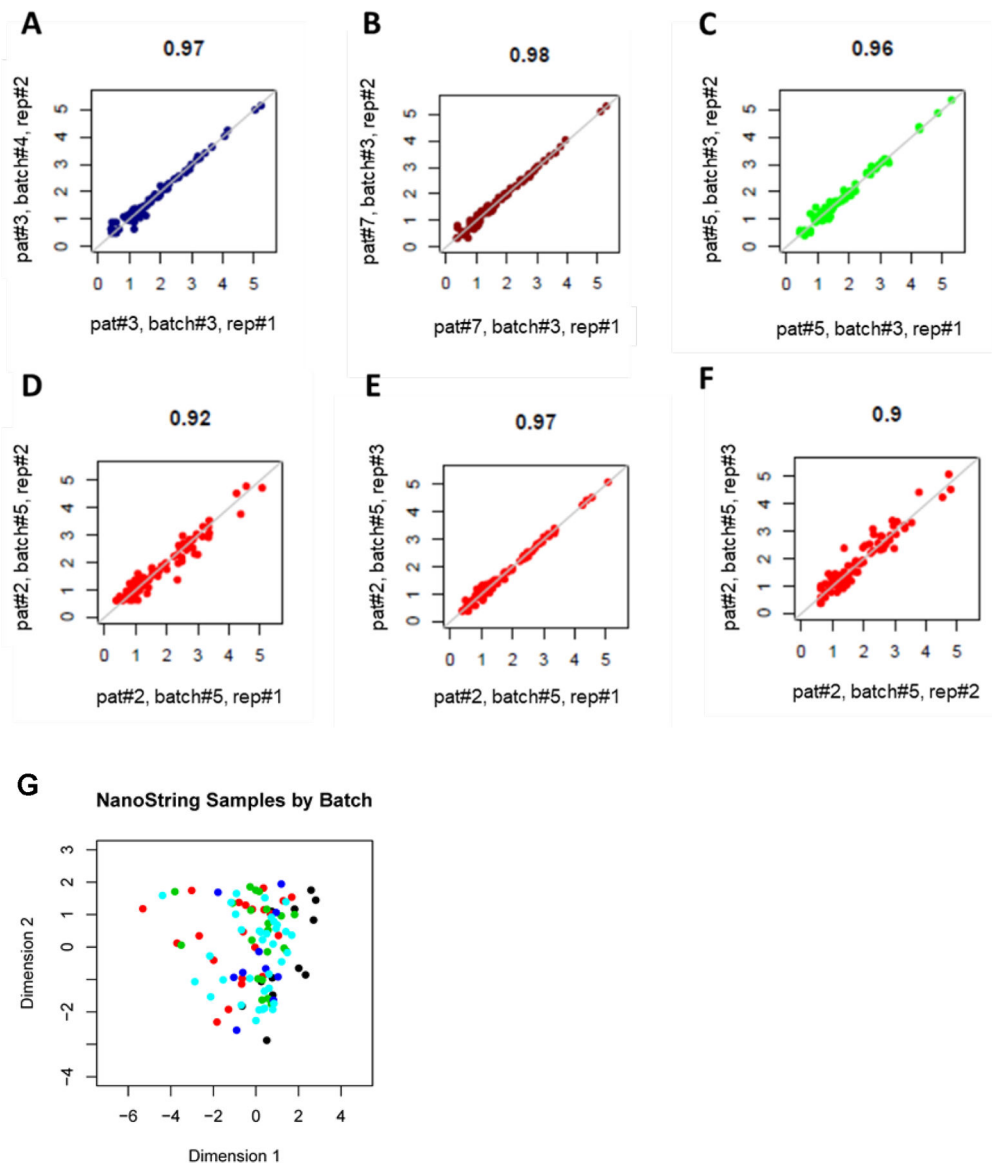 A
0.97
pat#3, batch#4, rep#2
5
4
3
2
1
0
0 1 2 3 4 5
pat#3, batch#3, rep#1
B
0.98
pat#7, batch#3, rep#2
5
4
3
2
1
0
0 1 2 3 4 5
pat#7, batch#3, rep#1
C
0.96
pat#5, batch#3, rep#2
5
4
3
2
1
0
0 1 2 3 4 5
pat#5, batch#3, rep#1
D
0.92
pat#2, batch#5, rep#2
5
4
3
2
1
0
0 1 2 3 4 5
pat#2, batch#5, rep#1
E
0.97
pat#2, batch#5, rep#3
5
4
3
2
1
0
0 1 2 3 4 5
pat#2, batch#5, rep#1
F
0.9
pat#2, batch#5, rep#3
5
4
3
2
1
0
0 1 2 3 4 5
pat#2, batch#5, rep#2
G
NanoString Samples by Batch
Dimension 2
3
2
0
−2
−4
−6 −4 −2 0 2 4
Dimension 1